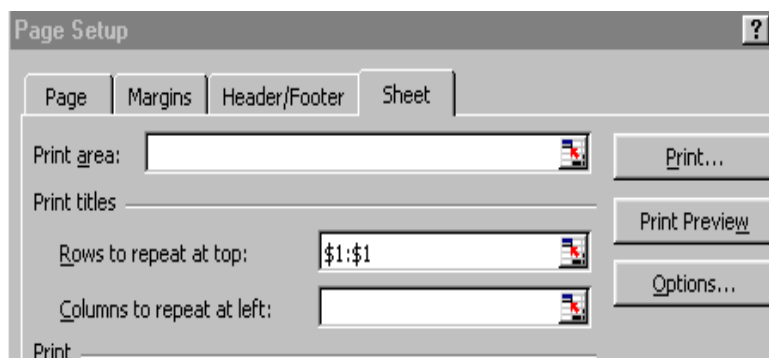 Page Setup ?
Page Margins Header/Footer Sheet
Print area: Print...
Print titles
Print Preview
Rows to repeat at top: $1:$1
Options...
Columns to repeat at left:
Print